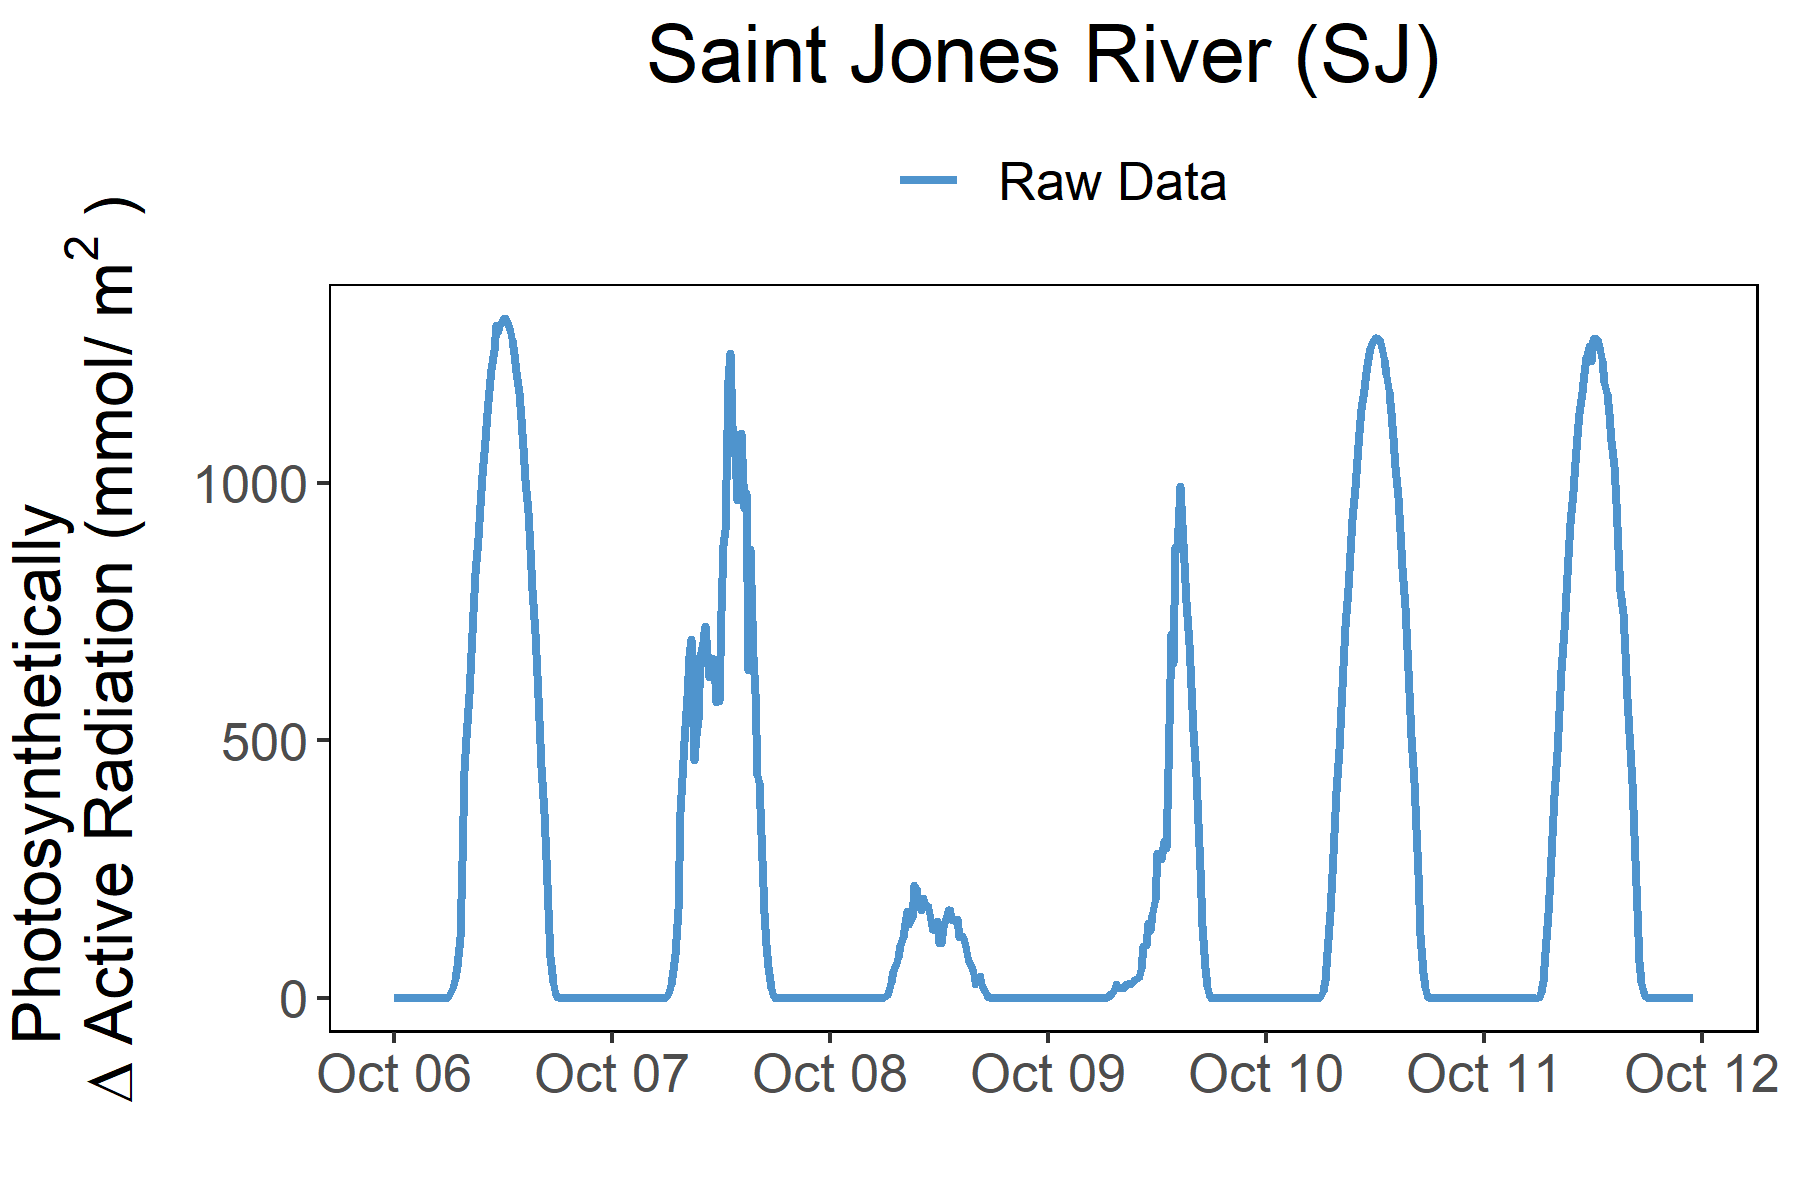 Saint Jones River (SJ)
Raw Data
Photosynthetically
Δ Active Radiation (mmol/ m² )
1000
500
0
Oct 06 Oct 07 Oct 08 Oct 09 Oct 10 Oct 11 Oct 12